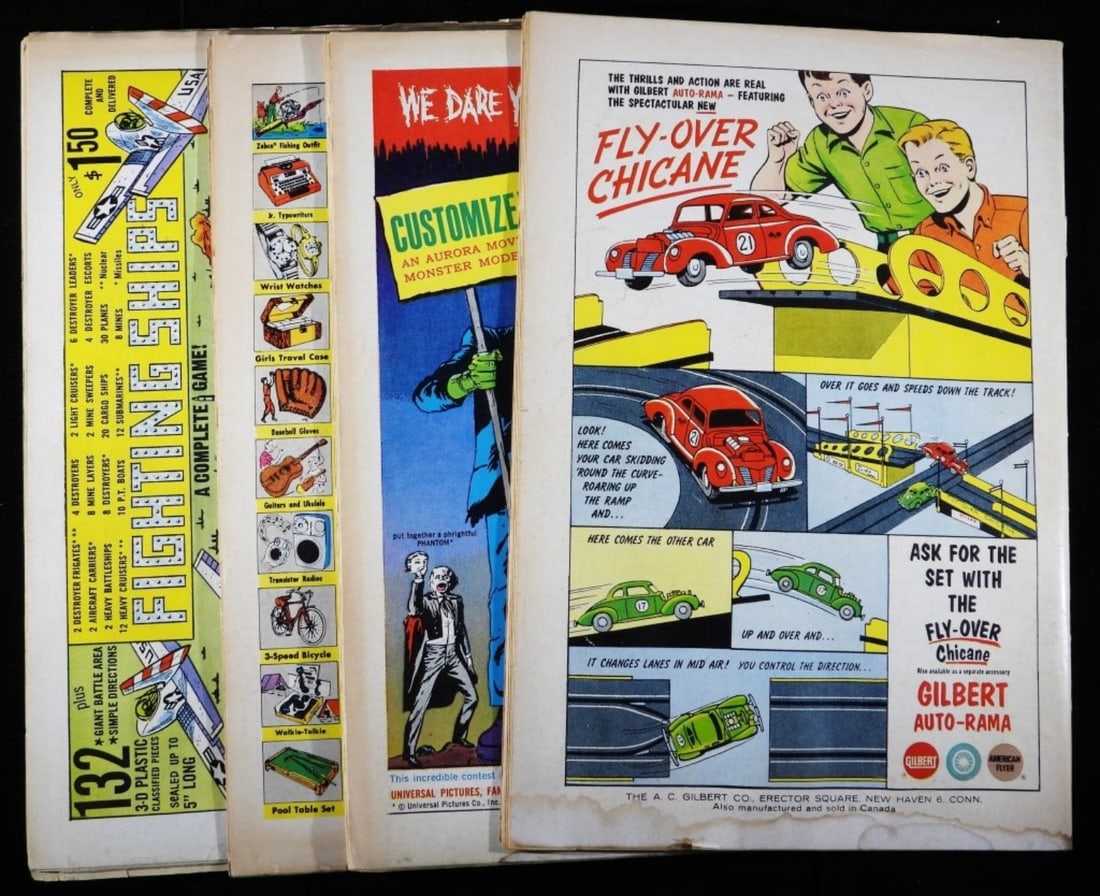 ONLY $1.50 COMPLETE AND DELIVERED
USA
6 DESTROYER LEADERS*
4 DESTROYER ESCORTS
30 PLANES **Nuclear
8 MINES *Missiles
2 LIGHT CRUISERS*
2 MINE SWEEPERS
20 CARGO SHIPS
12 SUBMARINES**
4 DESTROYERS
8 MINE LAYERS
8 DESTROYERS*
10 P.T. BOATS
2 DESTROYER FRIGATES***
2 AIRCRAFT CARRIERS*
2 HEAVY BATTLESHIPS
12 HEAVY CRUISERS***
FIGHTING SHIPS
A COMPLETE GAME!
plus
*GIANT BATTLE AREA
*SIMPLE DIRECTIONS
132 3-D PLASTIC
CLASSIFIED PIECES
SCALED UP TO
5" LONG
Zebco Fishing Outfit
Jr. Typewriters
Wrist Watches
Girls Travel Case
Baseball Gloves
Guitars and Ukuleles
Transistor Radios
3-Speed Bicycle
Walkie-Talkie
Pool Table Set
WE DARE
CUSTOMIZE
AN AURORA
MONSTER
put together a phrightful
PHANTOM*
This incredible contest
UNIVERSAL PICTURES,
* © Universal Pictures Co., Inc.
THE THRILLS AND ACTION ARE REAL
WITH GILBERT AUTO-RAMA – FEATURING
THE SPECTACULAR NEW
FLY-OVER
CHICANE
21
LOOK!
HERE COMES
YOUR CAR SKIDDING
'ROUND THE CURVE-
ROARING UP
THE RAMP
AND...
21
OVER IT GOES AND SPEEDS DOWN THE TRACK!
HERE COMES THE OTHER CAR
17
UP AND OVER AND...
IT CHANGES LANES IN MID AIR! YOU CONTROL THE DIRECTION...
ASK FOR THE
SET WITH
THE
FLY-OVER
Chicane
Also available as a separate accessory
GILBERT
AUTO-RAMA
GILBERT
AMERICAN
FLYER
THE A. C. GILBERT CO., ERECTOR SQUARE, NEW HAVEN 6, CONN.
Also manufactured and sold in Canada